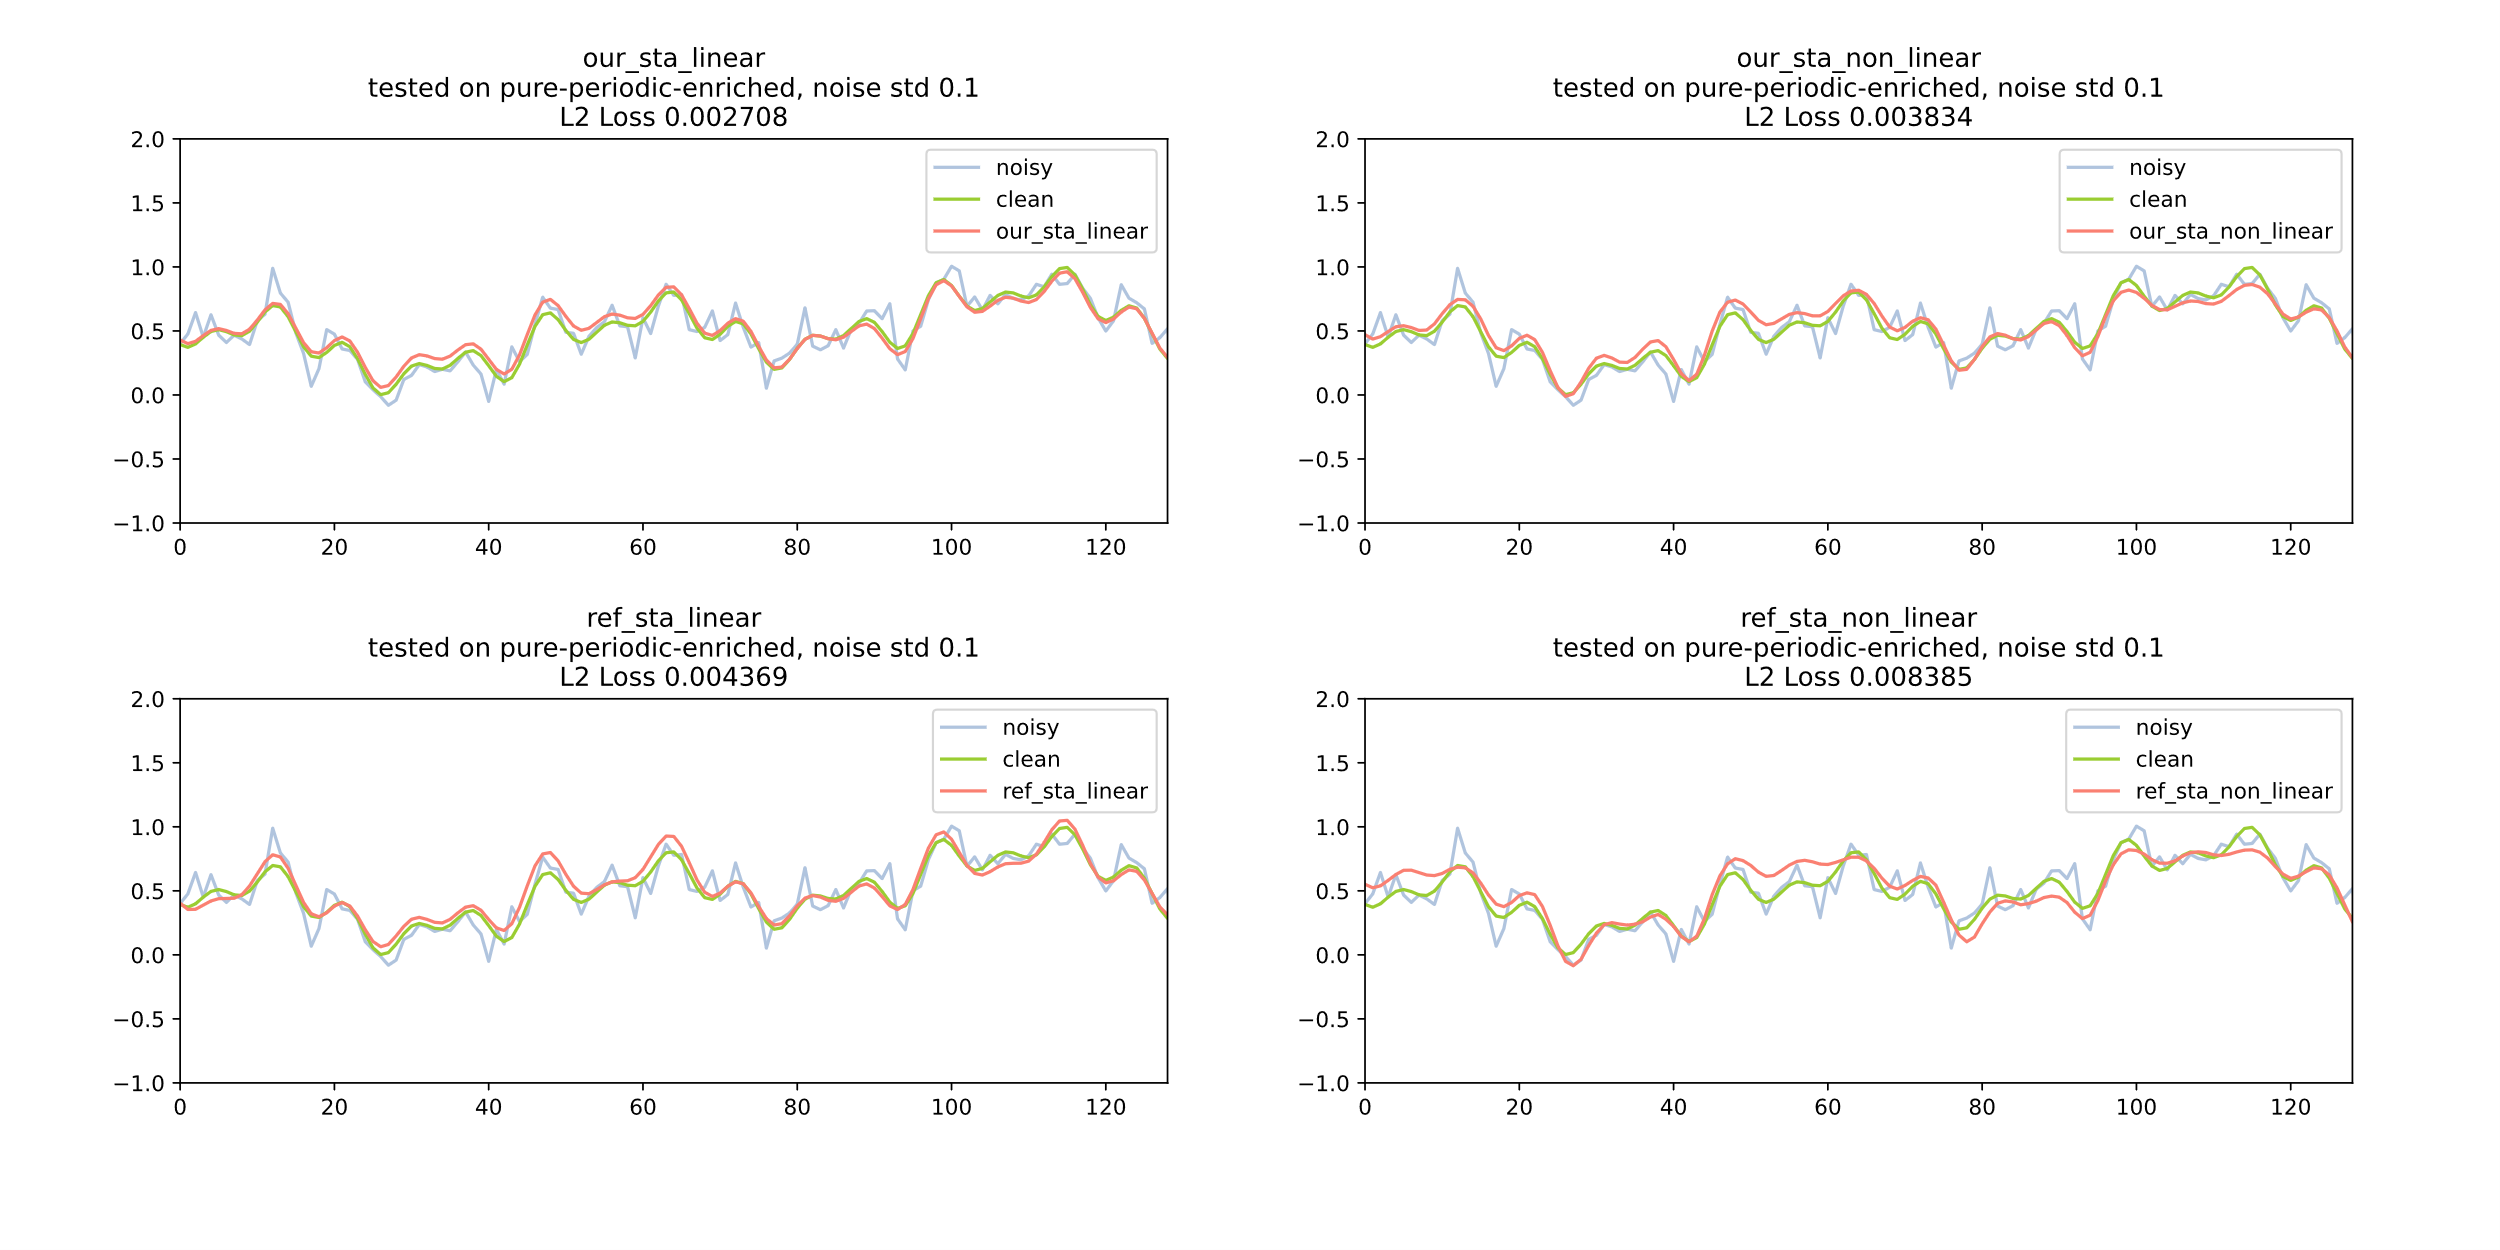 our_sta_linear
tested on pure-periodic-enriched, noise std 0.1
L2 Loss 0.002708
2.0
1.5
1.0
0.5
0.0
−0.5
−1.0
0 20 40 60 80 100 120
noisy
clean
our_sta_linear
our_sta_non_linear
tested on pure-periodic-enriched, noise std 0.1
L2 Loss 0.003834
2.0
1.5
1.0
0.5
0.0
−0.5
−1.0
0 20 40 60 80 100 120
noisy
clean
our_sta_non_linear
ref_sta_linear
tested on pure-periodic-enriched, noise std 0.1
L2 Loss 0.004369
2.0
1.5
1.0
0.5
0.0
−0.5
−1.0
0 20 40 60 80 100 120
noisy
clean
ref_sta_linear
ref_sta_non_linear
tested on pure-periodic-enriched, noise std 0.1
L2 Loss 0.008385
2.0
1.5
1.0
0.5
0.0
−0.5
−1.0
0 20 40 60 80 100 120
noisy
clean
ref_sta_non_linear